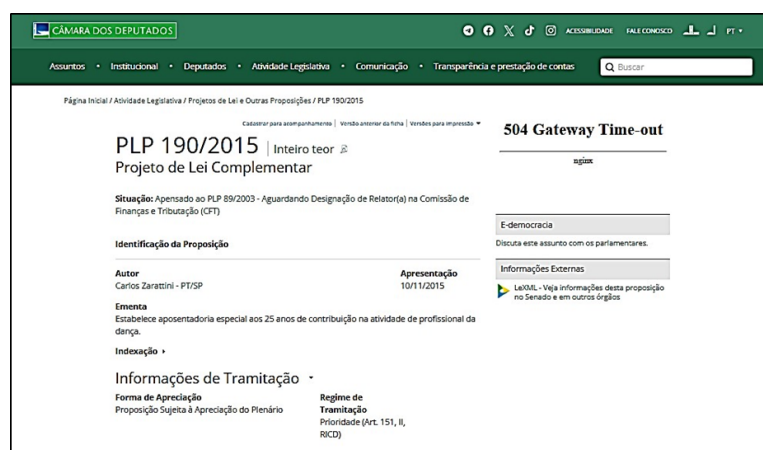 CÂMARA DOS DEPUTADOS
ACESSIBILIDADE FALE CONOSCO PT
Assuntos • Institucional • Deputados • Atividade Legislativa • Comunicação • Transparência e prestação de contas Buscar
Página Inicial / Atividade Legislativa / Projetos de Lei e Outras Proposições / PLP 190/2015
Cadastrar para acompanhamento | Versão anterior da ficha | Versões para impressão
PLP 190/2015 | Inteiro teor
Projeto de Lei Complementar
Situação: Apensado ao PLP 89/2003 - Aguardando Designação de Relator(a) na Comissão de
Finanças e Tributação (CFT)
Identificação da Proposição
Autor
Carlos Zarattini - PT/SP
Apresentação
10/11/2015
Ementa
Estabelece aposentadoria especial aos 25 anos de contribuição na atividade de profissional da
dança.
Indexação
Informações de Tramitação
Forma de Apreciação
Proposição Sujeita à Apreciação do Plenário
Regime de
Tramitação
Prioridade (Art. 151, II,
RICD)
504 Gateway Time-out
nginx
E-democracia
Discuta este assunto com os parlamentares.
Informações Externas
LeXML - Veja informações desta proposição
no Senado e em outros órgãos